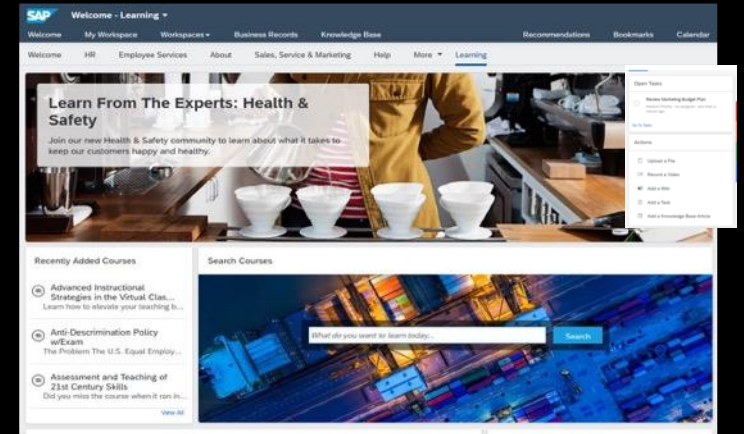 SAP Welcome - Learning
Welcome My Workspace Workspaces Business Records Knowledge Base Recommendations Bookmarks Calendar
Welcome HR Employee Services About Sales, Service & Marketing Help More Learning
Learn From The Experts: Health &
Safety
Join our new Health & Safety community to learn about what it takes to
keep our customers happy and healthy.
Open Tasks
Review Marketing Budget Plan
Go To Tasks
Actions
Upload a File
Record a Video
Add a Wiki
Add a Task
Add a Knowledge Base Article
Recently Added Courses
Advanced Instructional
Strategies in the Virtual Clas...
Learn how to elevate your teaching b...
Anti-Descrimination Policy
w/Exam
The Problem The U.S. Equal Employ...
Assessment and Teaching of
21st Century Skills
Did you miss the course when it ran in...
View All
Search Courses
What do you want to learn today...
Search